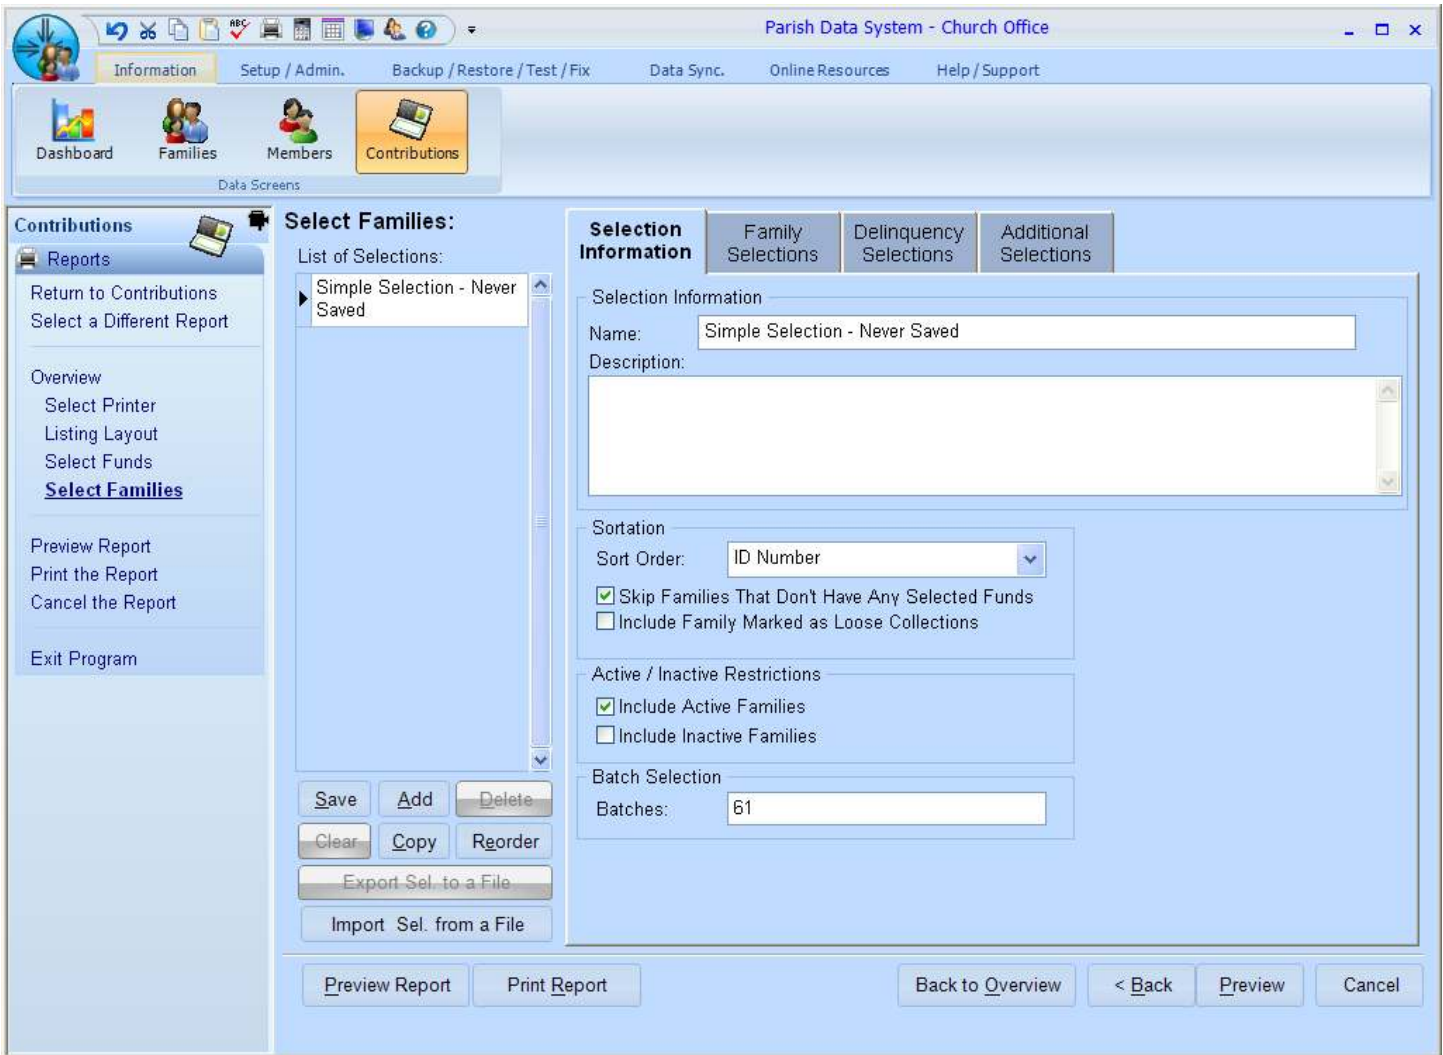 ABC
Parish Data System - Church Office
Information Setup / Admin. Backup / Restore / Test / Fix Data Sync. Online Resources Help / Support
Dashboard Families Members Contributions
Data Screens
Contributions
Reports
Return to Contributions
Select a Different Report
Overview
Select Printer
Listing Layout
Select Funds
Select Families
Preview Report
Print the Report
Cancel the Report
Exit Program
Select Families:
List of Selections:
Simple Selection - Never
Saved
Save Add Delete
Clear Copy Reorder
Export Sel. to a File
Import Sel. from a File
Selection
Information
Family
Selections
Delinquency
Selections
Additional
Selections
Selection Information
Name: Simple Selection - Never Saved
Description:
Sortation
Sort Order: ID Number
Skip Families That Don't Have Any Selected Funds
Include Family Marked as Loose Collections
Active / Inactive Restrictions
Include Active Families
Include Inactive Families
Batch Selection
Batches: 61
Preview Report Print Report Back to Overview < Back Preview Cancel